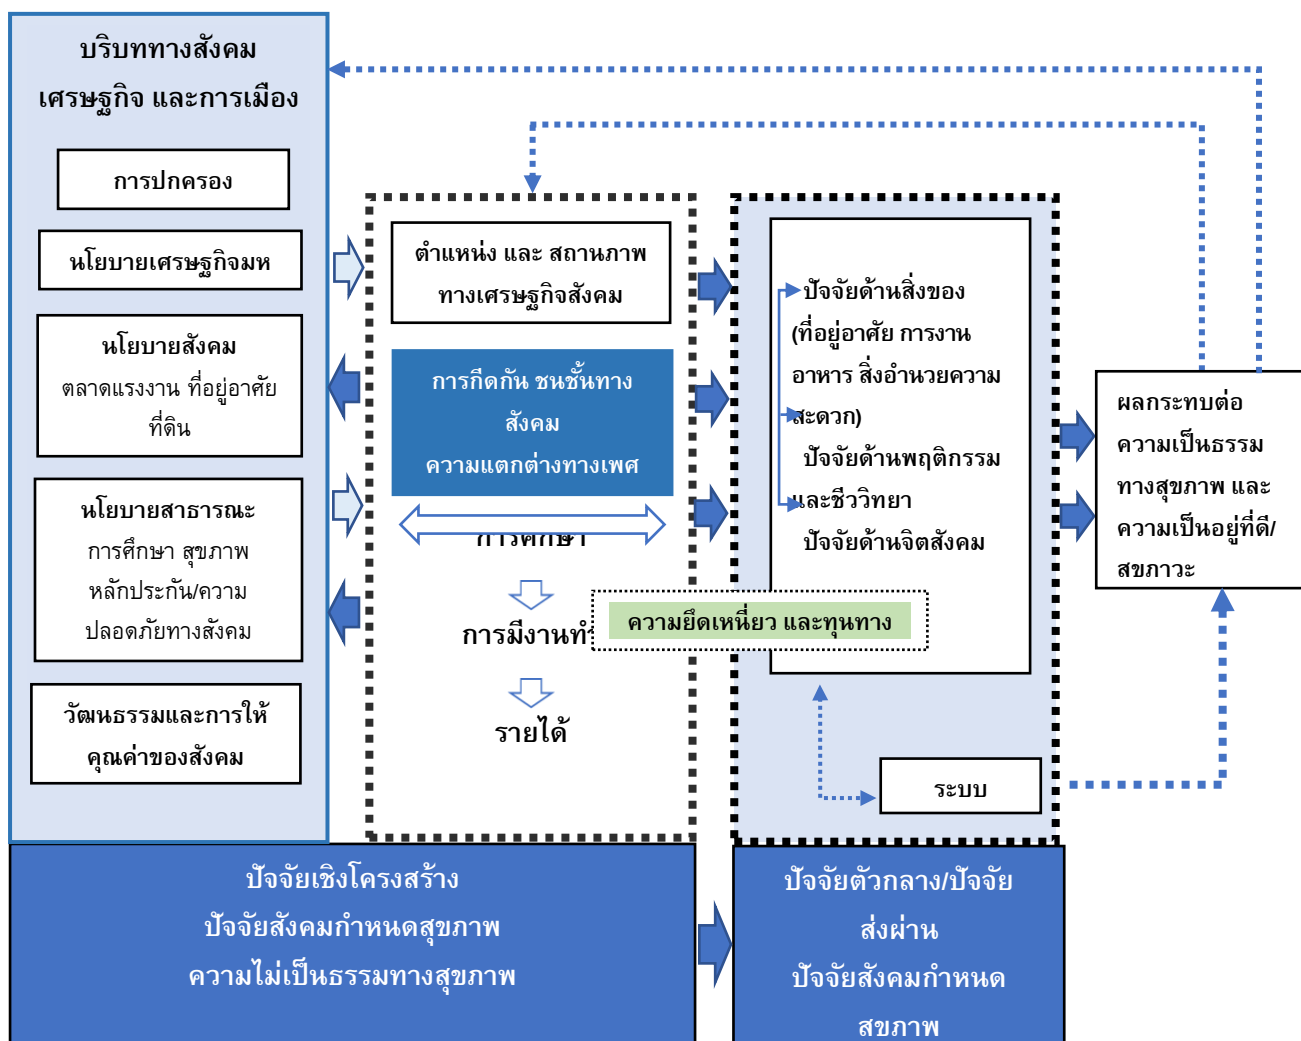 บริบททางสังคม
เศรษฐกิจ และการเมือง
การปกครอง
นโยบายเศรษฐกิจมห
นโยบายสังคม
ตลาดแรงงาน ที่อยู่อาศัย
ที่ดิน
นโยบายสาธารณะ
การศึกษา สุขภาพ
หลักประกัน/ความ
ปลอดภัยทางสังคม
วัฒนธรรมและการให้
คุณค่าของสังคม
ตำแหน่ง และ สถานภาพ
ทางเศรษฐกิจสังคม
การกีดกัน ชนชั้นทาง
สังคม
ความแตกต่างทางเพศ
การศึกษา
การมีงานทำ
รายได้
ปัจจัยด้านสิ่งของ
(ที่อยู่อาศัย การงาน
อาหาร สิ่งอำนวยความ
สะดวก)
ปัจจัยด้านพฤติกรรม
และชีววิทยา
ปัจจัยด้านจิตสังคม
ความยึดเหนี่ยว และทุนทาง
ระบบ
ผลกระทบต่อ
ความเป็นธรรม
ทางสุขภาพ และ
ความเป็นอยู่ที่ดี/
สุขภาวะ
ปัจจัยเชิงโครงสร้าง
ปัจจัยสังคมกำหนดสุขภาพ
ความไม่เป็นธรรมทางสุขภาพ
ปัจจัยตัวกลาง/ปัจจัย
ส่งผ่าน
ปัจจัยสังคมกำหนด
สุขภาพ